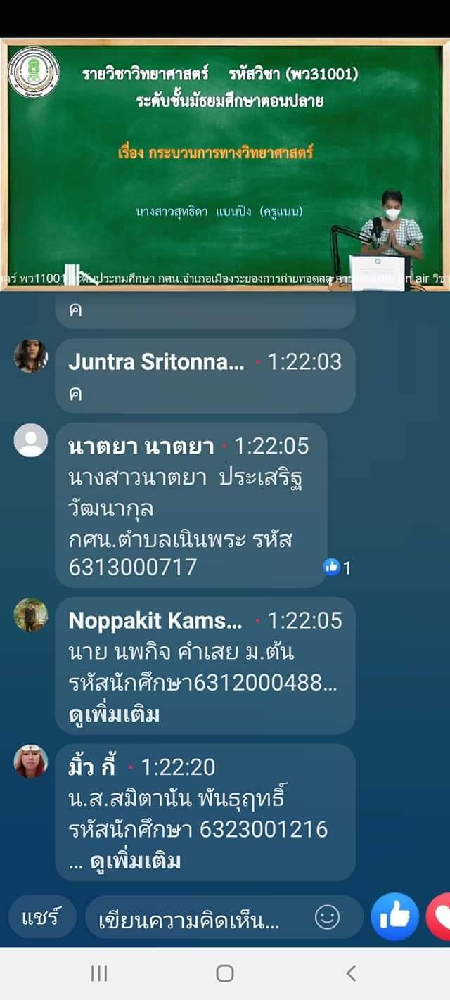 รายวิชาวิทยาศาสตร์ รหัสวิชา (พว31001)
ระดับชั้นมัธยมศึกษาตอนปลาย
เรื่อง กระบวนการทางวิทยาศาสตร์
นางสาวสุทธิดา แบนปิง (ครูแนน)
พว11001 ประถมศึกษา กศน.อำเภอเมืองระยองการถ่ายทอดสด on air
ค
Juntra Sritonna... 1:22:03
ค
นาตยา นาตยา 1:22:05
นางสาวนาตยา ประเสริฐ
วัฒนากุล
กศน.ตำบลเนินพระ รหัส
6313000717
1
Noppakit Kams... 1:22:05
นาย นพกิจ คำเสย ม.ต้น
รหัสนักศึกษา6312000488...
ดูเพิ่มเติม
มิ้ว กี้ 1:22:20
น.ส.สมิตานัน พันธุฤทธิ์
รหัสนักศึกษา 6323001216
... ดูเพิ่มเติม
แชร์ เขียนความคิดเห็น...